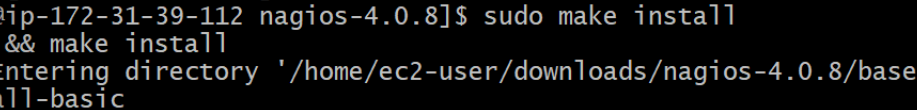 @ip-172-31-39-112 nagios-4.0.8]$ sudo make install
&& make install
Entering directory '/home/ec2-user/downloads/nagios-4.0.8/base
all-basic